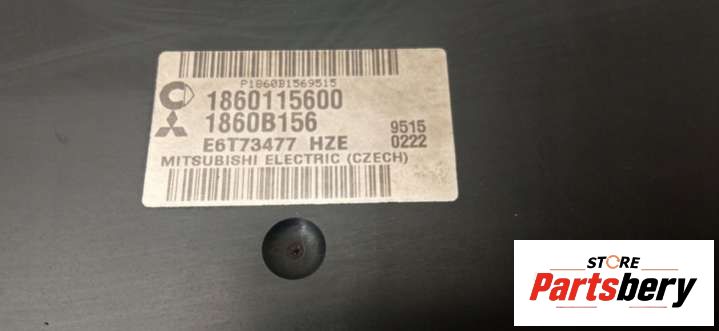 P1860B1569515
1860115600
1860B156
9515
E6T73477 HZE
0222
MITSUBISHI ELECTRIC (CZECH)
STORE
Partsbery